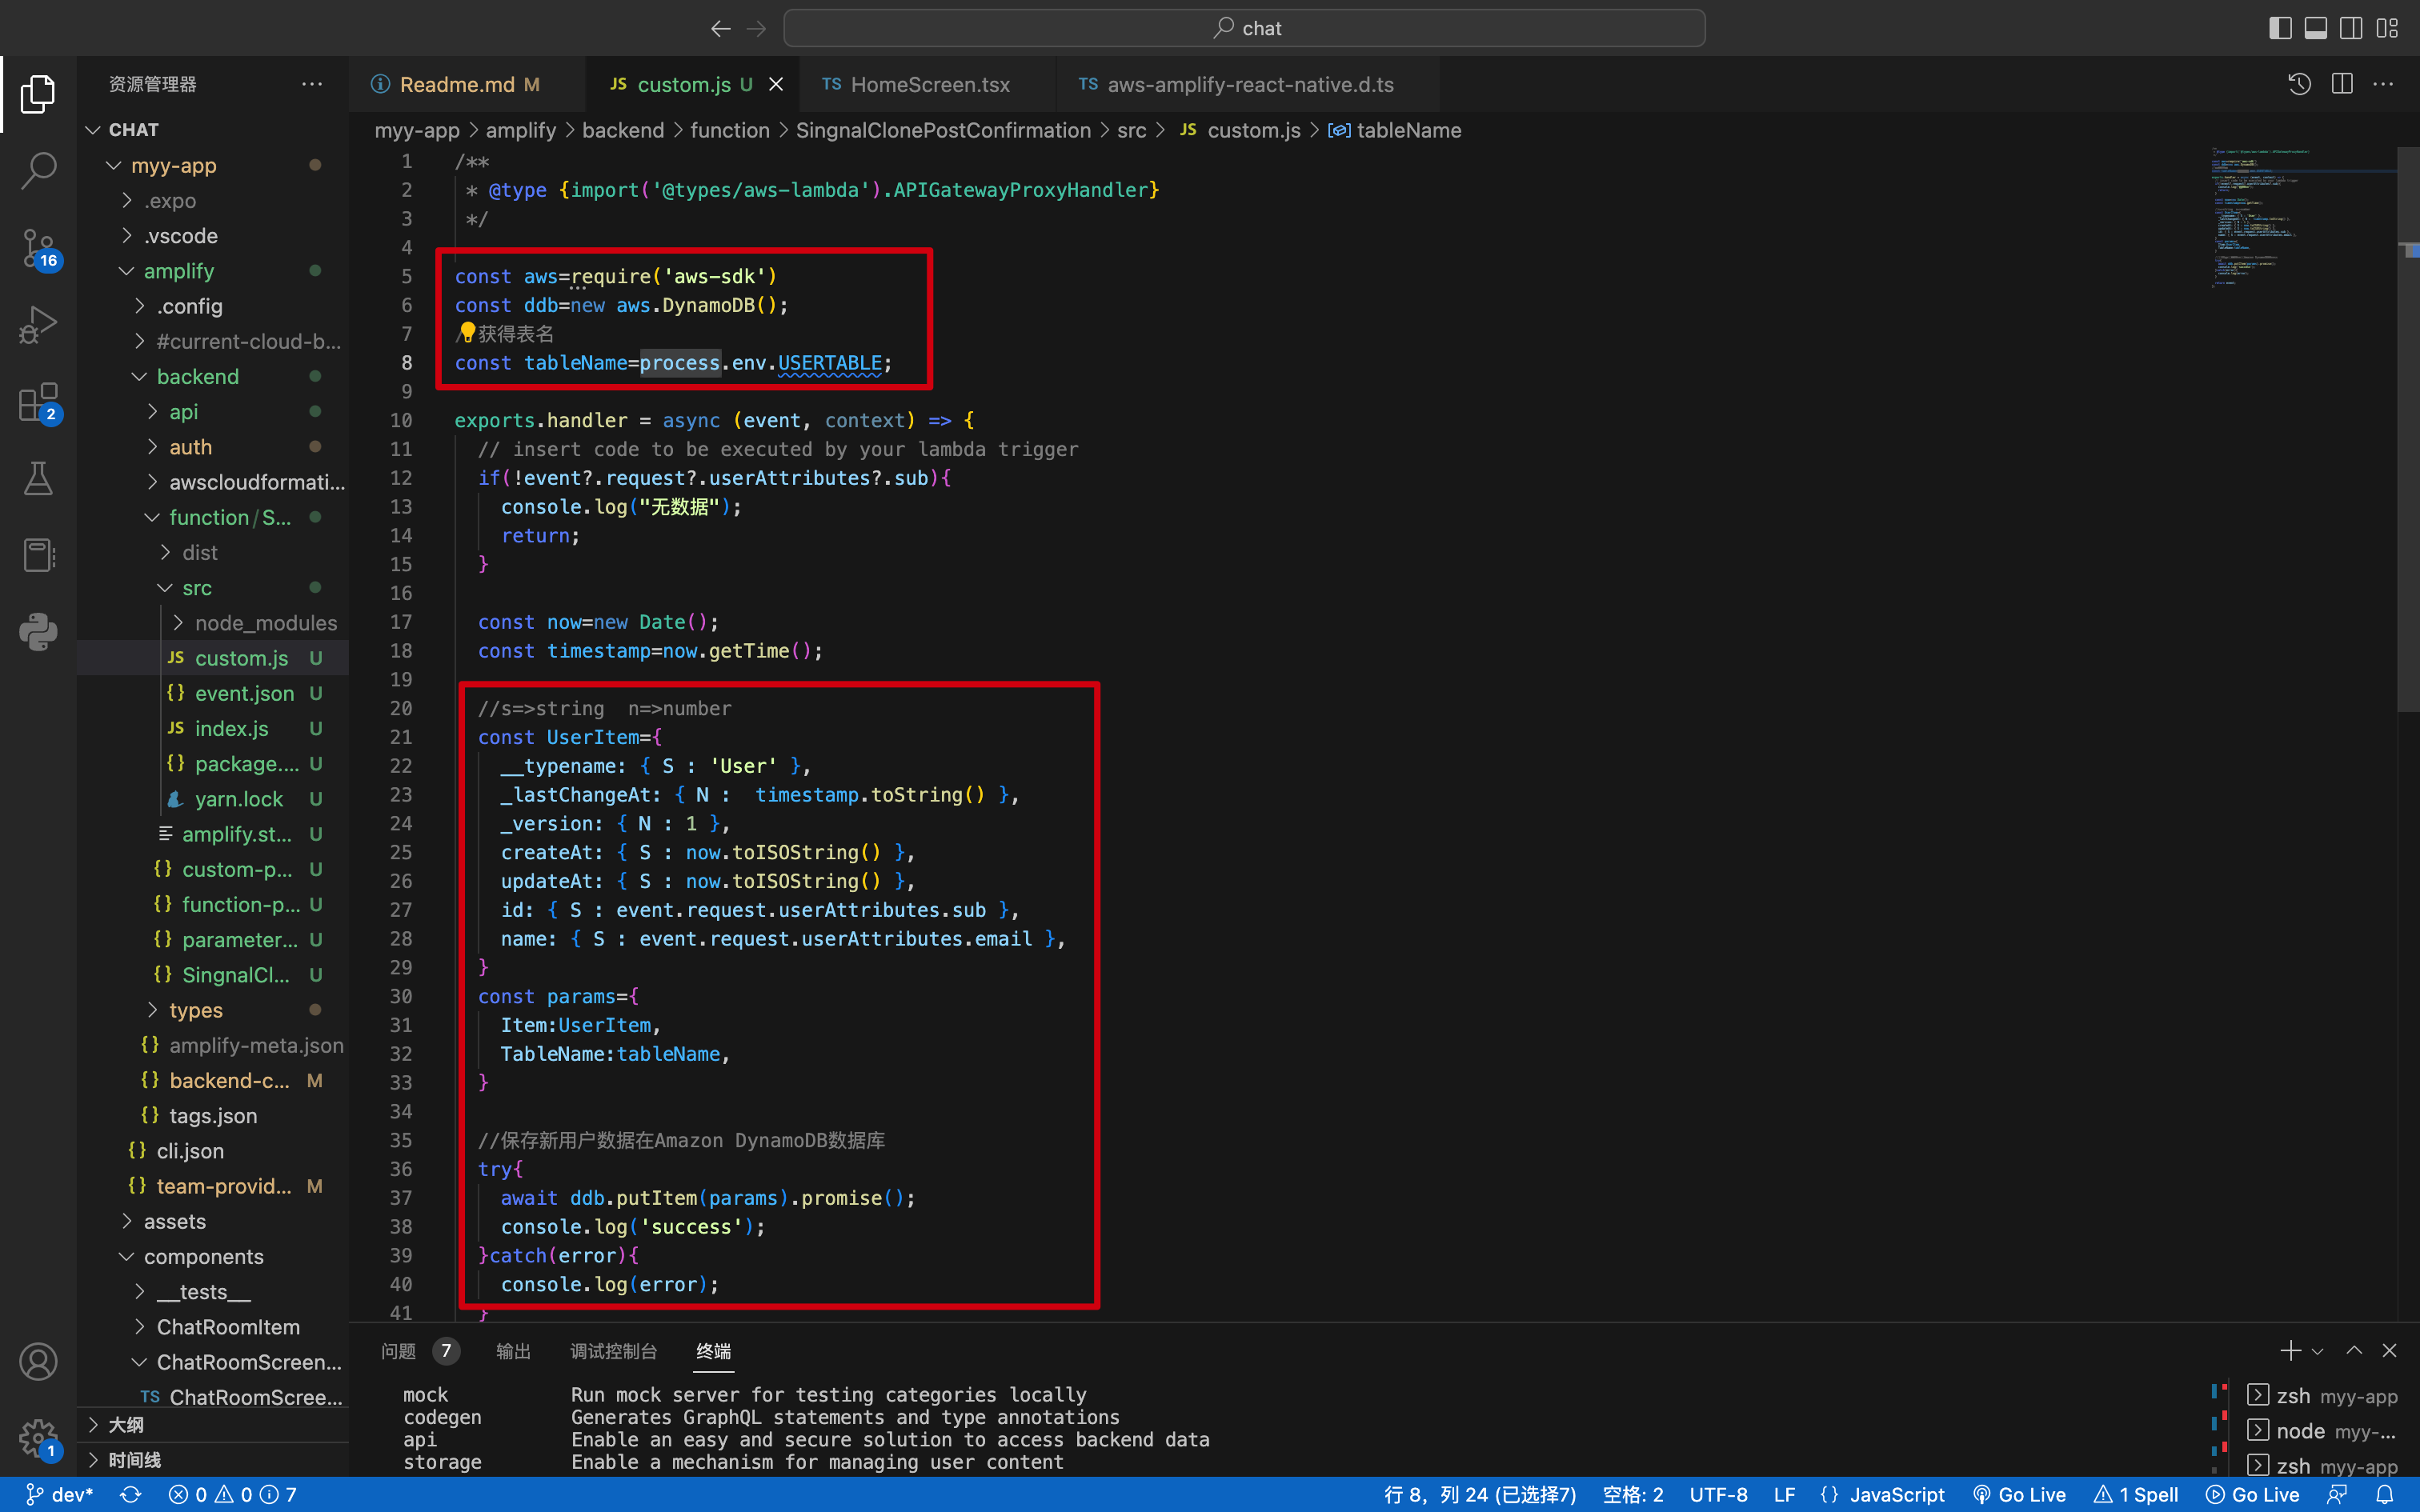 chat
资源管理器
CHAT
myy-app
.expo
.vscode
amplify
.config
#current-cloud-b...
backend
api
auth
awscloudformati...
function/S...
dist
src
node_modules
JS custom.js U
{} event.json U
JS index.js U
{} package.... U
yarn.lock U
amplify.st... U
{} custom-p... U
{} function-p... U
{} parameter... U
{} SingnalCl... U
types
{} amplify-meta.json
{} backend-c... M
{} tags.json
{} cli.json
{} team-provid... M
assets
components
__tests__
ChatRoomItem
ChatRoomScreen...
TS ChatRoomScree...
大纲
时间线
16
2
1
Readme.md M
JS custom.js U
TS HomeScreen.tsx
TS aws-amplify-react-native.d.ts
myy-app > amplify > backend > function > SingnalClonePostConfirmation > src > JS custom.js > tableName
1 /**
2 * @type {import('@types/aws-lambda').APIGatewayProxyHandler}
3 */
4
5 const aws=require('aws-sdk')
6 const ddb=new aws.DynamoDB();
7 /获得表名
8 const tableName=process.env.USERTABLE;
9
10 exports.handler = async (event, context) => {
11 // insert code to be executed by your lambda trigger
12 if(!event?.request?.userAttributes?.sub){
13 console.log("无数据");
14 return;
15 }
16
17 const now=new Date();
18 const timestamp=now.getTime();
19
20 //s=>string  n=>number
21 const UserItem={
22 __typename: { S : 'User' },
23 _lastChangeAt: { N :  timestamp.toString() },
24 _version: { N : 1 },
25 createAt: { S : now.toISOString() },
26 updateAt: { S : now.toISOString() },
27 id: { S : event.request.userAttributes.sub },
28 name: { S : event.request.userAttributes.email },
29 }
30 const params={
31 Item:UserItem,
32 TableName:tableName,
33 }
34
35 //保存新用户数据在Amazon DynamoDB数据库
36 try{
37 await ddb.putItem(params).promise();
38 console.log('success');
39 }catch(error){
40 console.log(error);
41 }
问题 7 输出 调试控制台 终端
mock Run mock server for testing categories locally
codegen Generates GraphQL statements and type annotations
api Enable an easy and secure solution to access backend data
storage Enable a mechanism for managing user content
zsh myy-app
node myy-...
zsh myy-app
dev* 0 0 7 行 8，列 24 (已选择7) 空格: 2 UTF-8 LF {} JavaScript Go Live 1 Spell Go Live